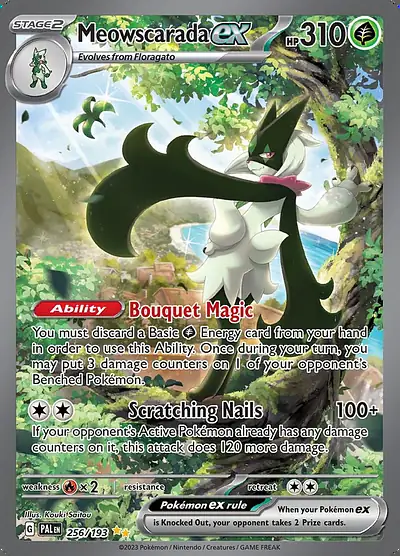 STAGE2
Meowscarada ex
HP 310
Evolves from Floragato
Ability Bouquet Magic
You must discard a Basic Energy card from your hand
in order to use this Ability. Once during your turn, you
may put 3 damage counters on 1 of your opponent's
Benched Pokémon.
Scratching Nails 100+
If your opponent's Active Pokémon already has any damage
counters on it, this attack does 120 more damage.
weakness ×2 resistance retreat
Pokémon ex rule
When your Pokémon ex
is Knocked Out, your opponent takes 2 Prize cards.
Illus. Kouki Saitou
G PAL EN 256/193
©2023 Pokémon / Nintendo / Creatures / GAME FREAK